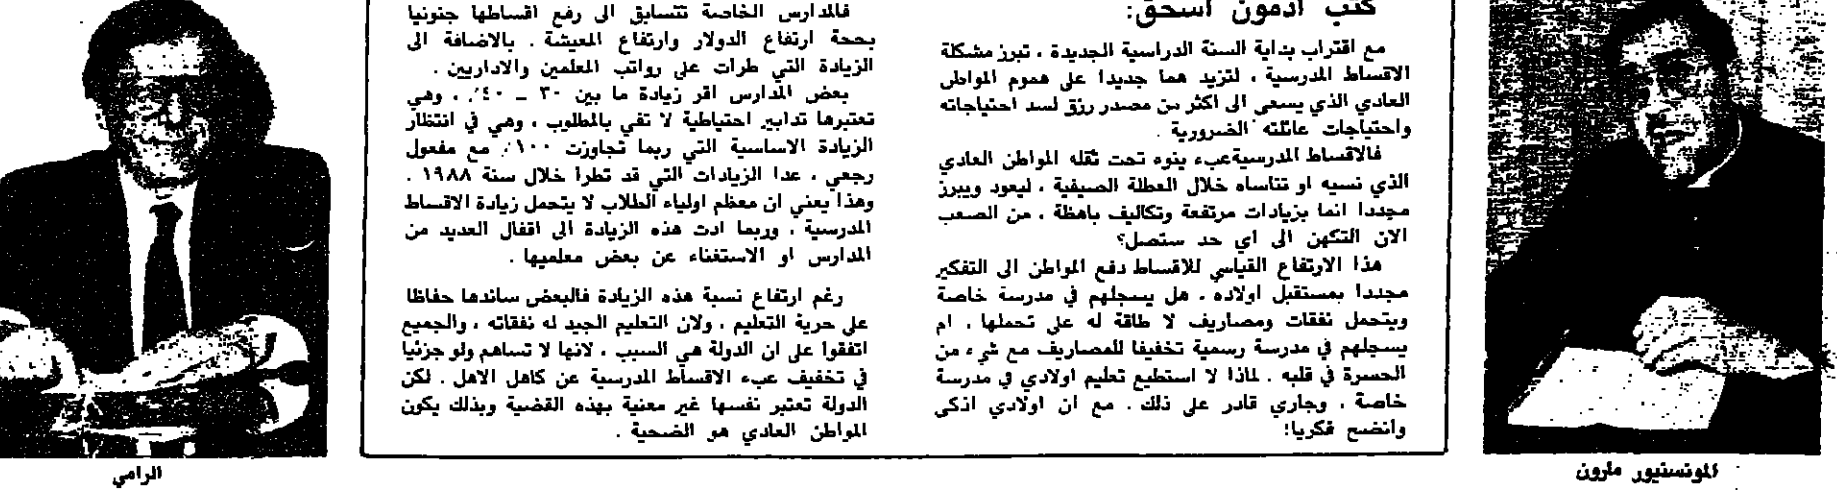 كتب ادمون اسحق:
مع اقتراب بداية السنة الدراسية الجديدة ، تبرز مشكلة
الاقساط المدرسية ، لتزيد هما جديدا على هموم المواطن
العادي الذي يسعى الى اكثر من مصدر رزق لسد احتياجاته
واحتياجات عائلته الضرورية .
فالاقساط المدرسية عبء ينوه تحت ثقله المواطن العادي
الذي نسيه او تناساه خلال العطلة الصيفية ، ليعود ويبرز
مجددا انما بزيادات مرتفعة وتكاليف باهظة ، من الصعب
الان التكهن الى اي حد ستصل؟
هذا الارتفاع القياسي للاقساط دفع المواطن الى التفكير
مجددا بمستقبل اولاده ، هل يسجلهم في مدرسة خاصة
ويتحمل نفقات ومصاريف لا طاقة له على تحملها ، ام
يسجلهم في مدرسة رسمية تخفيفا للمصاريف مع شيء من
الحسرة في قلبه . لماذا لا استطيع تعليم اولادي في مدرسة
خاصة ، وجاري قادر على ذلك . مع ان اولادي اذكى
وانضج فكريا!
فالمدارس الخاصة تتسابق الى رفع اقساطها جنونيا
بحجة ارتفاع الدولار وارتفاع المعيشة . بالاضافة الى
الزيادة التي طرات على رواتب المعلمين والاداريين .
بعض المدارس اقر زيادة ما بين ٣٠ ـ ٤٠٪ ، وهي
تعتبرها تدابير احتياطية لا تفي بالمطلوب ، وهي في انتظار
الزيادة الاساسية التي ربما تجاوزت ١٠٠٪ مع مفعول
رجعي ، عدا الزيادات التي قد تطرا خلال سنة ١٩٨٨ .
وهذا يعني ان معظم اولياء الطلاب لا يتحمل زيادة الاقساط
المدرسية ، وربما ادت هذه الزيادة الى اقفال العديد من
المدارس او الاستغناء عن بعض معلميها .
رغم ارتفاع نسبة هذه الزيادة فالبعض ساندها حفاظا
على حرية التعليم ، ولان التعليم الجيد له نفقاته ، والجميع
اتفقوا على ان الدولة هي السبب ، لانها لا تساهم ولو جزئيا
في تخفيف عبء الاقساط المدرسية عن كاهل الاهل . لكن
الدولة تعتبر نفسها غير معنية بهذه القضية وبذلك يكون
المواطن العادي هو الضحية .
المونسنيور مارون
الرامي